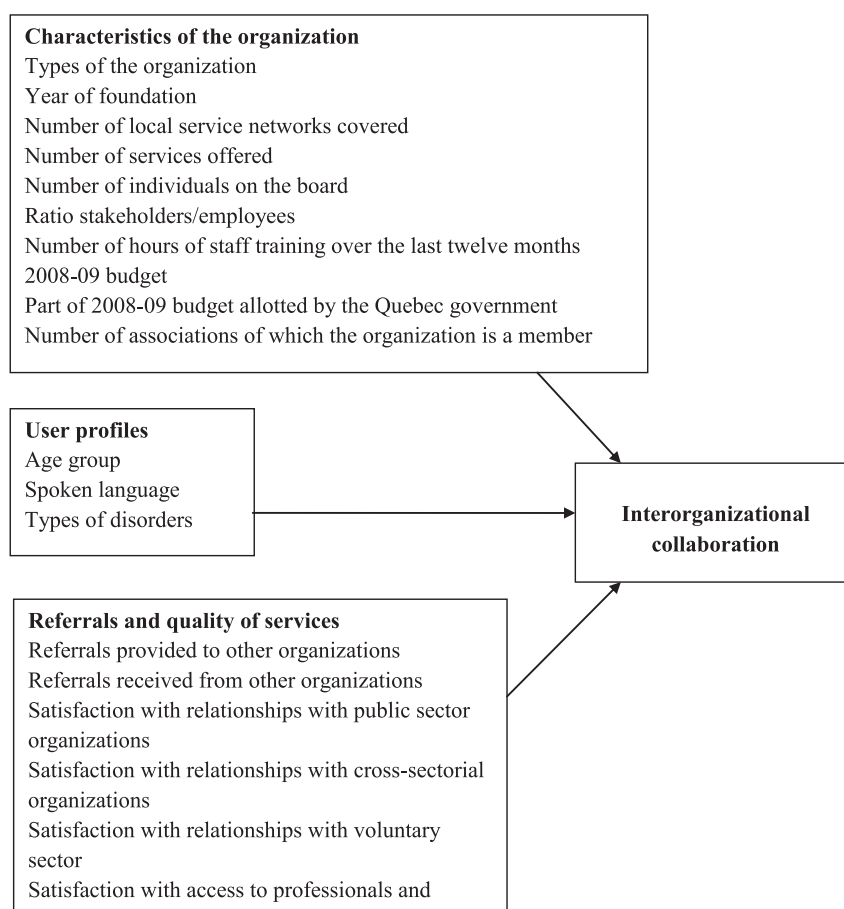 Characteristics of the organization
Types of the organization
Year of foundation
Number of local service networks covered
Number of services offered
Number of individuals on the board
Ratio stakeholders/employees
Number of hours of staff training over the last twelve months
2008-09 budget
Part of 2008-09 budget allotted by the Quebec government
Number of associations of which the organization is a member
User profiles
Age group
Spoken language
Types of disorders
Interorganizational
collaboration
Referrals and quality of services
Referrals provided to other organizations
Referrals received from other organizations
Satisfaction with relationships with public sector
organizations
Satisfaction with relationships with cross-sectorial
organizations
Satisfaction with relationships with voluntary
sector
Satisfaction with access to professionals and